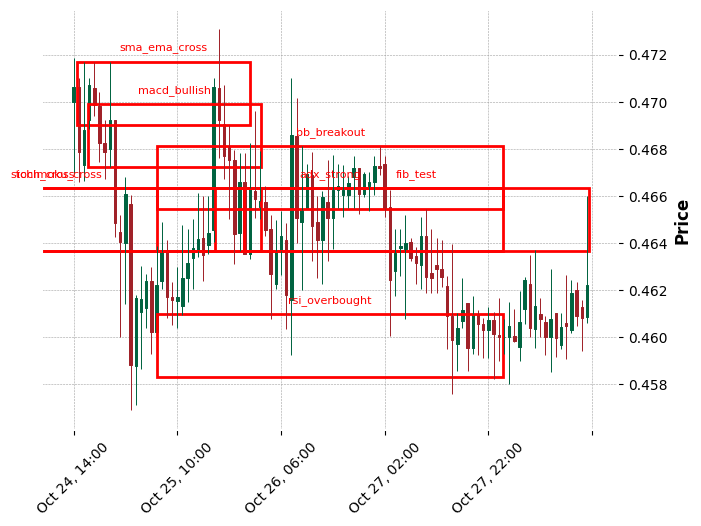 sma_ema_cross
0.472
macd_bullish
0.470
bb_breakout
0.468
adx_strong
fib_test
0.466
Price
0.464
0.462
rsi_overbought
0.460
0.458
Oct 24, 14:00
Oct 25, 10:00
Oct 26, 06:00
Oct 27, 02:00
Oct 27, 22:00